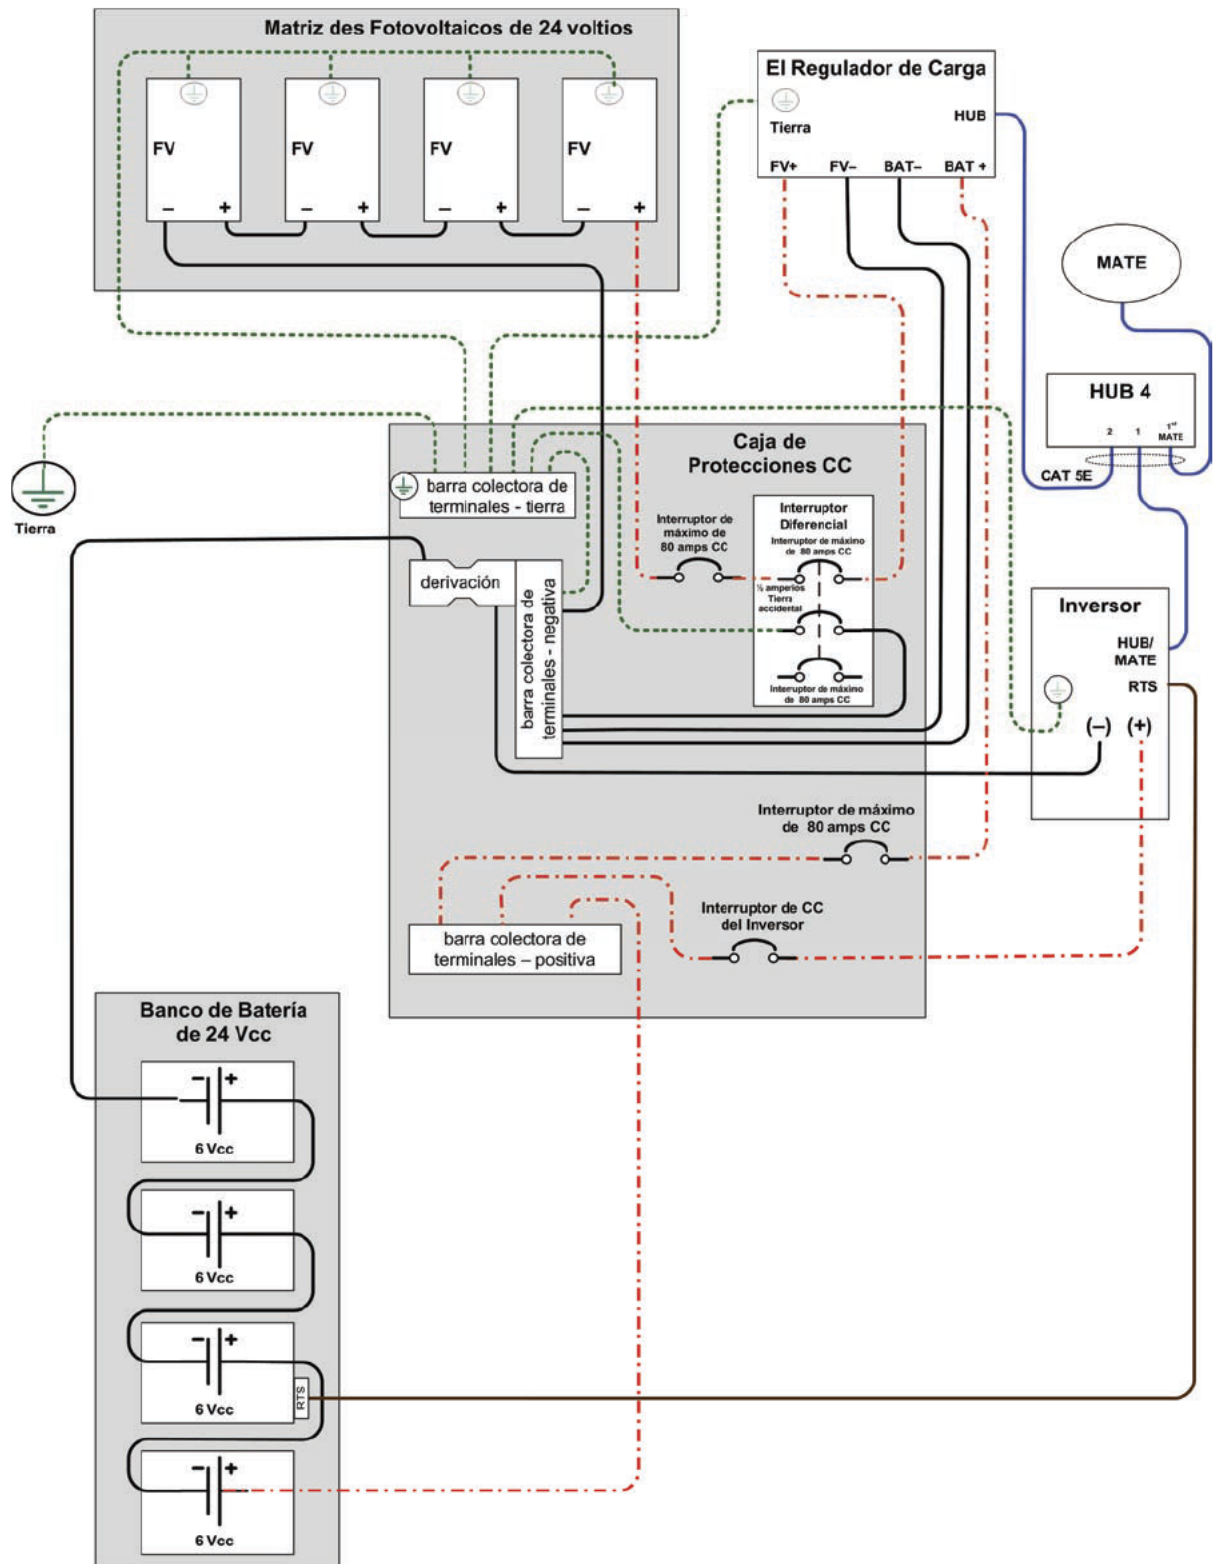 Matriz des Fotovoltaicos de 24 voltios
FV
FV
FV
FV
– +
– +
– +
– +
El Regulador de Carga
HUB
Tierra
FV+ FV– BAT– BAT +
MATE
HUB 4
2 1 1st
MATE
CAT 5E
Tierra
Caja de
Protecciones CC
barra colectora de
terminales - tierra
derivación
barra colectora de
terminales - negativa
Interruptor de
máximo de
80 amps CC
Interruptor
Diferencial
Interruptor de máximo
de 80 amps CC
½ amperios
Tierra
accidental
Interruptor de máximo
de 80 amps CC
Inversor
HUB/
MATE
RTS
(–) (+)
Interruptor de máximo
de 80 amps CC
Interruptor de CC
del Inversor
barra colectora de
terminales – positiva
Banco de Batería
de 24 Vcc
– +
6 Vcc
– +
6 Vcc
– +
6 Vcc
RTS
– +
6 Vcc